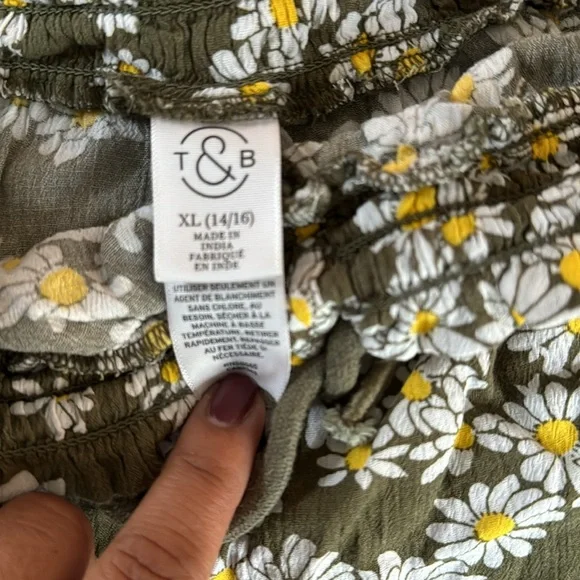 T & B
XL (14/16)
MADE IN
INDIA
FABRIQUÉ
EN INDE
UTILISER SEULEMENT UN
AGENT DE BLANCHIMENT
SANS CHLORE, AU
BESOIN, SÉCHER À LA
MACHINE À BASSE
TEMPÉRATURE, RETIRER
RAPIDEMENT, REPASSER
AU FER TIÈDE SI
NÉCESSAIRE.